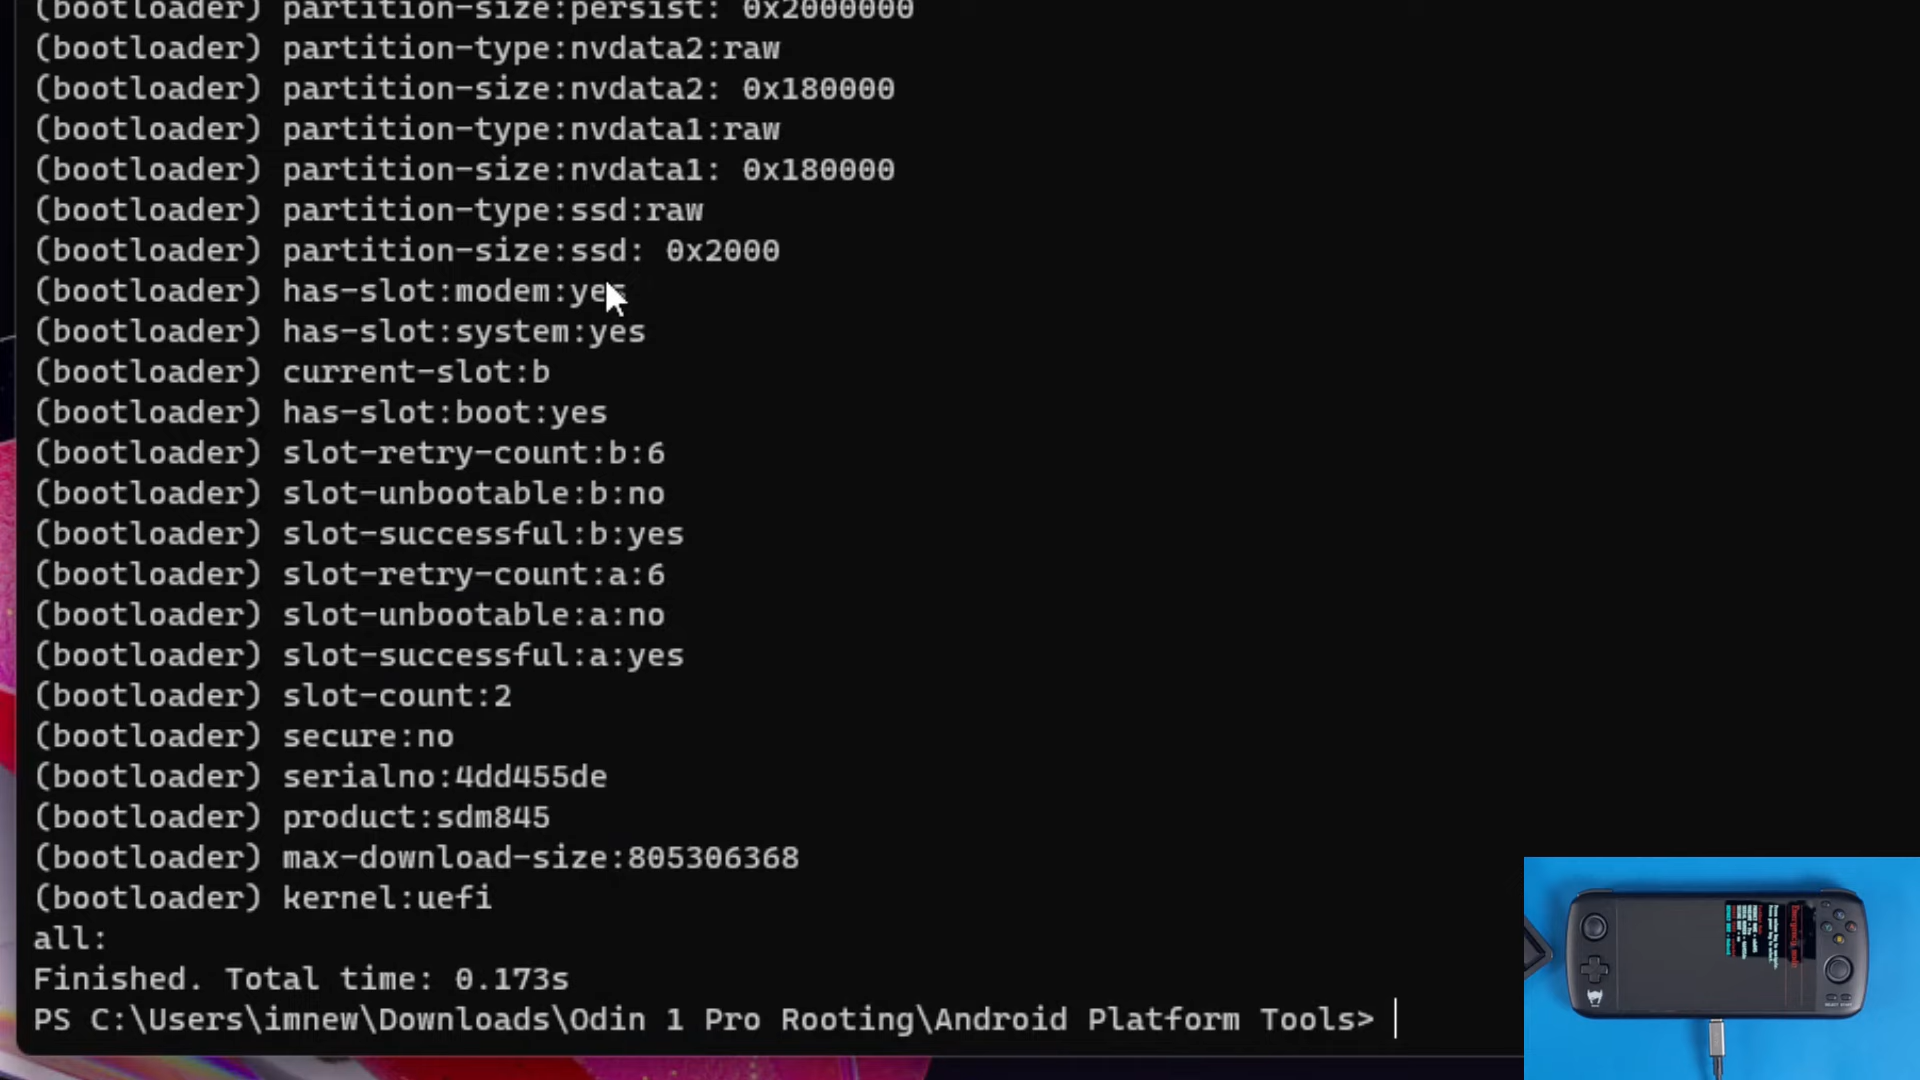 (bootloader) partition-size:persist: 0x2000000
(bootloader) partition-type:nvdata2:raw
(bootloader) partition-size:nvdata2: 0x180000
(bootloader) partition-type:nvdata1:raw
(bootloader) partition-size:nvdata1: 0x180000
(bootloader) partition-type:ssd:raw
(bootloader) partition-size:ssd: 0x2000
(bootloader) has-slot:modem:yes
(bootloader) has-slot:system:yes
(bootloader) current-slot:b
(bootloader) has-slot:boot:yes
(bootloader) slot-retry-count:b:6
(bootloader) slot-unbootable:b:no
(bootloader) slot-successful:b:yes
(bootloader) slot-retry-count:a:6
(bootloader) slot-unbootable:a:no
(bootloader) slot-successful:a:yes
(bootloader) slot-count:2
(bootloader) secure:no
(bootloader) serialno:4dd455de
(bootloader) product:sdm845
(bootloader) max-download-size:805306368
(bootloader) kernel:uefi
all:
Finished. Total time: 0.173s
PS C:\Users\imnew\Downloads\Odin 1 Pro Rooting\Android Platform Tools>